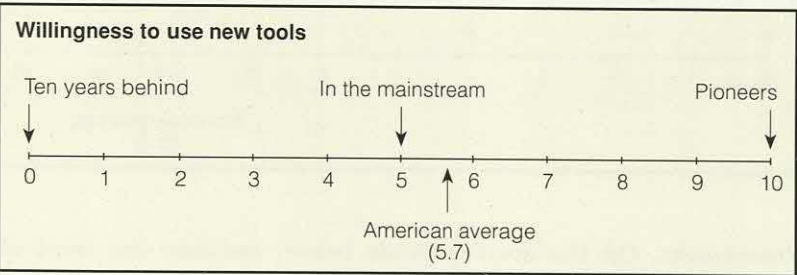 Willingness to use new tools
Ten years behind In the mainstream Pioneers
0 1 2 3 4 5 6 7 8 9 10
American average
(5.7)